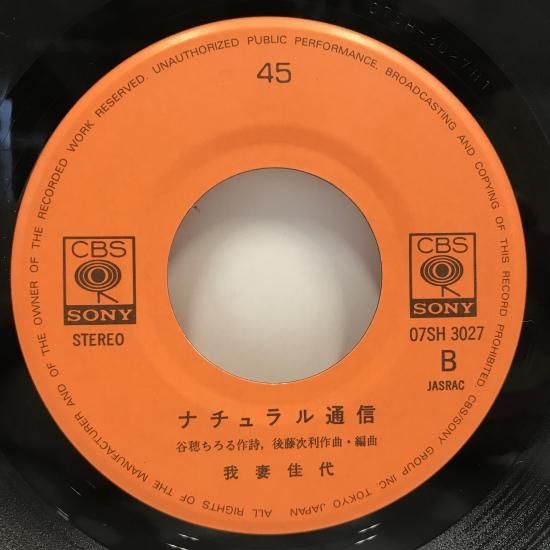 45
ALL RIGHTS OF THE MANUFACTURER AND OF THE OWNER OF THE RECORDED WORK RESERVED. UNAUTHORIZED PUBLIC PERFORMANCE, BROADCASTING AND COPYING OF THIS RECORD PROHIBITED. CBS/SONY GROUP INC. TOKYO JAPAN
CBS
SONY
STEREO
CBS
SONY
07SH 3027
B
JASRAC
ナチュラル通信
谷穂ちろる作詩, 後藤次利作曲・編曲
我妻佳代
07SH-3027B1